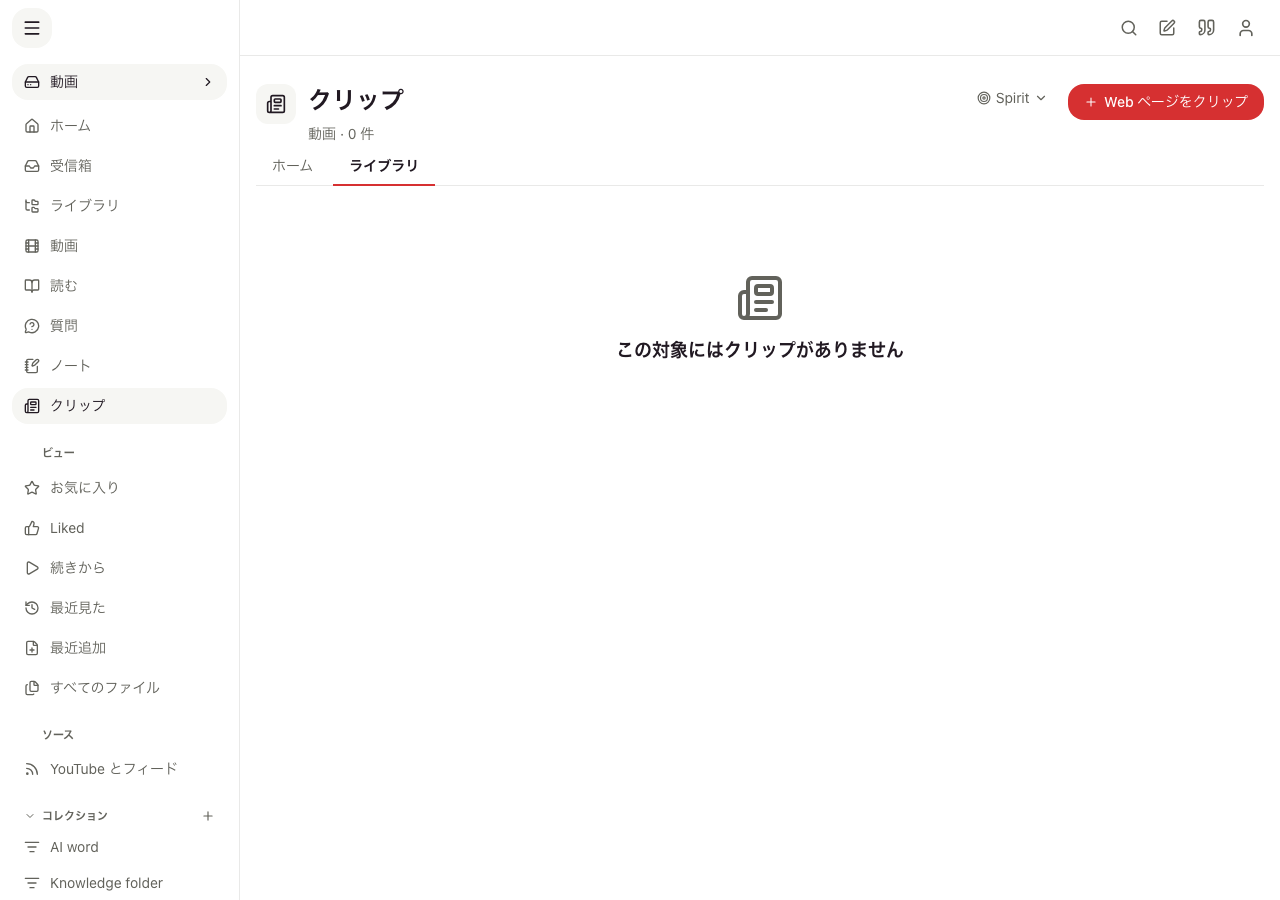 動画
ホーム
受信箱
ライブラリ
動画
読む
質問
ノート
クリップ
ビュー
お気に入り
Liked
続きから
最近見た
最近追加
すべてのファイル
ソース
YouTube とフィード
コレクション
AI word
Knowledge folder
クリップ
動画 · 0 件
Spirit
Web ページをクリップ
ホーム
ライブラリ
この対象にはクリップがありません